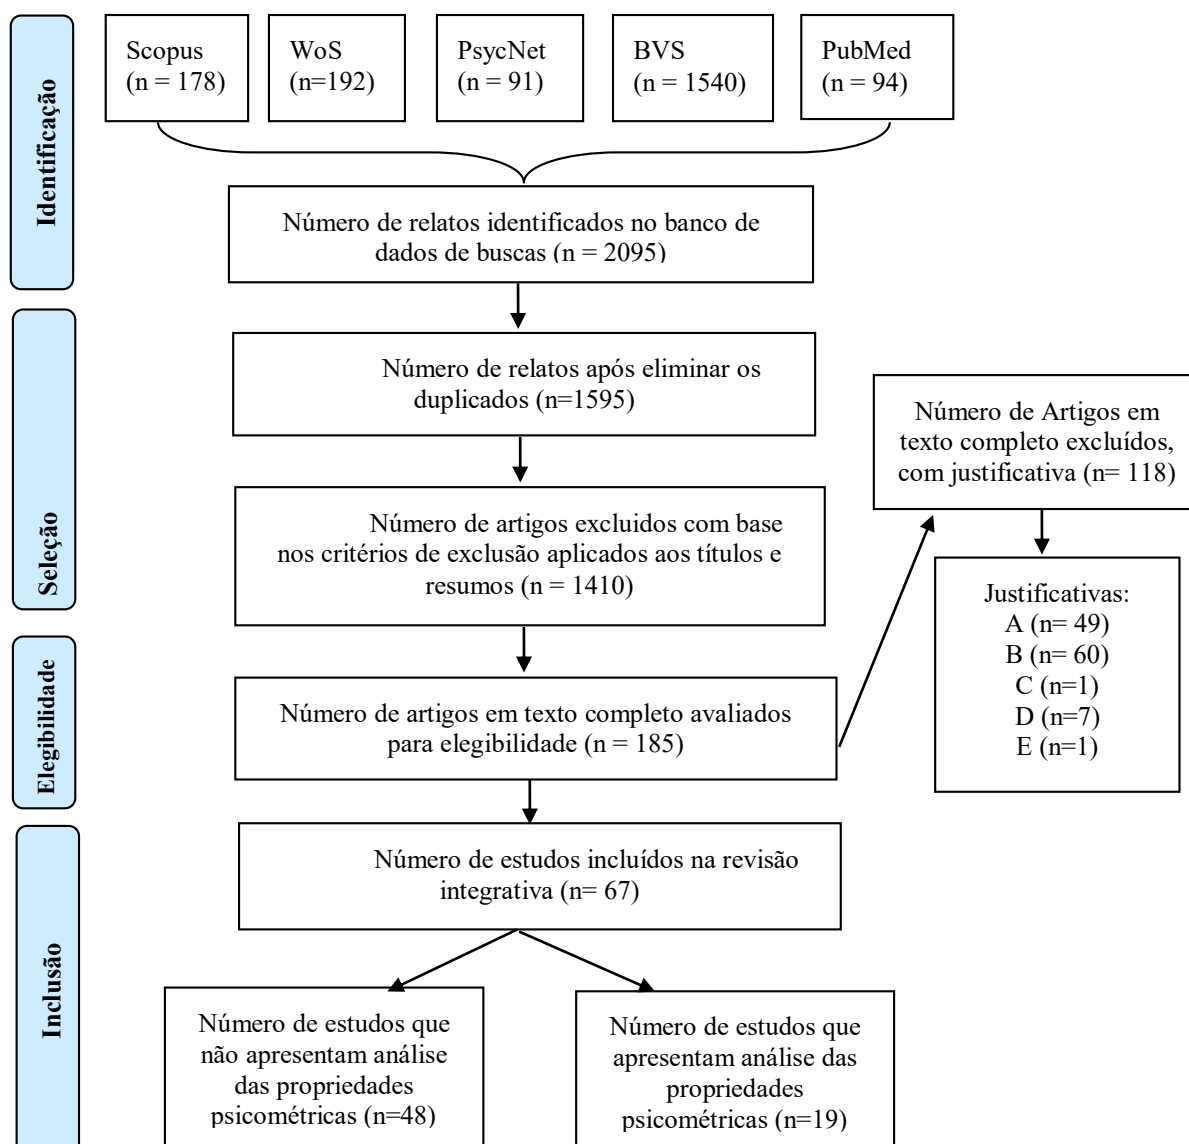 Identificação
Scopus
(n = 178)
WoS
(n=192)
PsycNet
(n = 91)
BVS
(n = 1540)
PubMed
(n = 94)
Número de relatos identificados no banco de
dados de buscas (n = 2095)
Seleção
Número de relatos após eliminar os
duplicados (n=1595)
Número de artigos excluidos com base
nos critérios de exclusão aplicados aos títulos e
resumos (n = 1410)
Número de Artigos em
texto completo excluídos,
com justificativa (n= 118)
Justificativas:
A (n= 49)
B (n= 60)
C (n=1)
D (n=7)
E (n=1)
Elegibilidade
Número de artigos em texto completo avaliados
para elegibilidade (n = 185)
Inclusão
Número de estudos incluídos na revisão
integrativa (n= 67)
Número de estudos que
não apresentam análise
das propriedades
psicométricas (n=48)
Número de estudos que
apresentam análise das
propriedades
psicométricas (n=19)